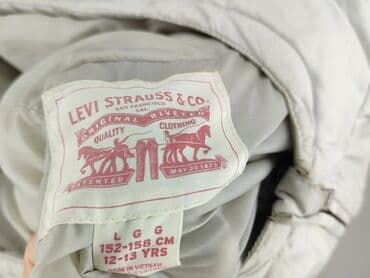 LEVI STRAUSS & CO.
SAN FRANCISCO
CAL.
ORIGINAL RIVETED
QUALITY CLOTHING
PATENTED MAY 20 1873
L G G
152-158 CM
12-13 YRS
MADE IN VIETNAM